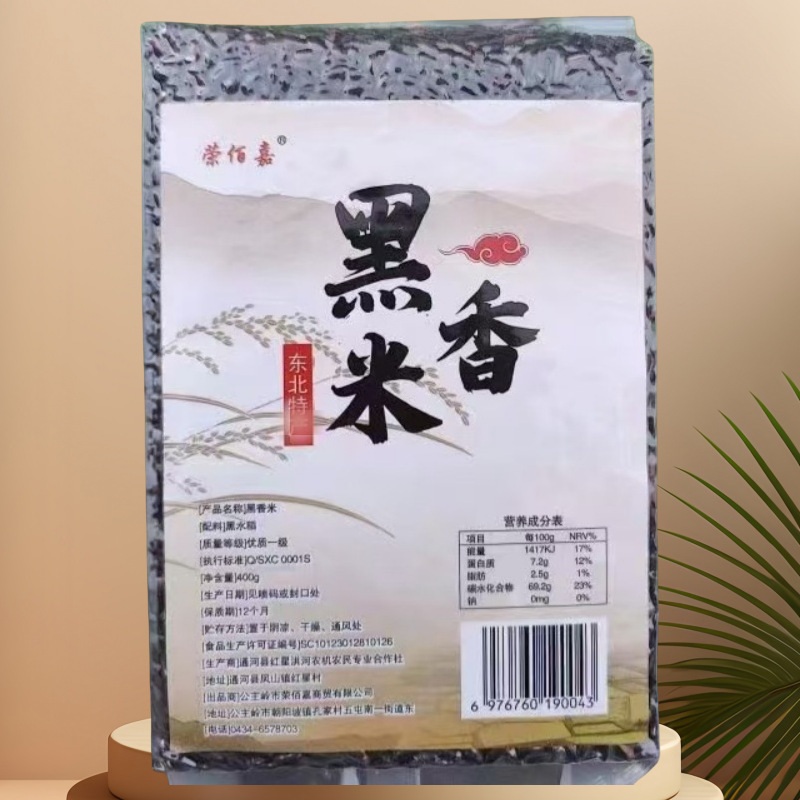 荣佰嘉®
黑香米
东北特产
[产品名称]黑香米
[配料]黑水稻
[质量等级]优质一级
[执行标准]Q/SXC 0001S
[净含量]400g
[生产日期]见喷码或封口处
[保质期]12个月
[贮存方法]置于阴凉、干燥、通风处
[食品生产许可证编号]SC10123012810126
[生产商]通河县红星洪河农机农民专业合作社
[地址]通河县凤山镇红星村
[出品商]公主岭市荣佰嘉商贸有限公司
[地址]公主岭市朝阳坡镇孔家村五屯南一街道东
[电话]0434-6578703
营养成分表
项目 每100g NRV%
能量 1417KJ 17%
蛋白质 7.2g 12%
脂肪 2.5g 1%
碳水化合物 69.2g 23%
钠 0mg 0%
6 976760 190043